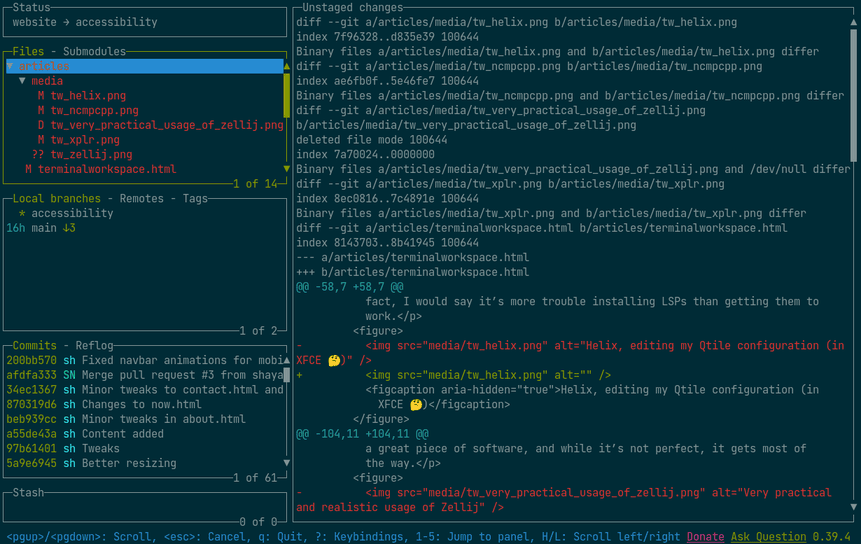 Status
website → accessibility
Files - Submodules
▼ articles
▼ media
M tw_helix.png
M tw_ncmpcpp.png
D tw_very_practical_usage_of_zellij.png
M tw_xplr.png
?? tw_zellij.png
M terminalworkspace.html
1 of 14
Local branches - Remotes - Tags
* accessibility
16h main ↓3
1 of 2
Commits - Reflog
200bb570 sh Fixed navbar animations for mobi
afdfa333 SN Merge pull request #3 from shaya
34ec1367 sh Minor tweaks to contact.html and
870319d6 sh Changes to now.html
beb939cc sh Minor tweaks in about.html
a55de43a sh Content added
97b61401 sh Tweaks
5a9e6945 sh Better resizing
1 of 61
Stash
0 of 0
Unstaged changes
diff --git a/articles/media/tw_helix.png b/articles/media/tw_helix.png
index 7f96328..d835e39 100644
Binary files a/articles/media/tw_helix.png and b/articles/media/tw_helix.png differ
diff --git a/articles/media/tw_ncmpcpp.png b/articles/media/tw_ncmpcpp.png
index ae6fb0f..5e46fe7 100644
Binary files a/articles/media/tw_ncmpcpp.png and b/articles/media/tw_ncmpcpp.png differ
diff --git a/articles/media/tw_very_practical_usage_of_zellij.png
b/articles/media/tw_very_practical_usage_of_zellij.png
deleted file mode 100644
index 7a70024..0000000
Binary files a/articles/media/tw_very_practical_usage_of_zellij.png and /dev/null differ
diff --git a/articles/media/tw_xplr.png b/articles/media/tw_xplr.png
index 8ec0816..7c4891e 100644
Binary files a/articles/media/tw_xplr.png and b/articles/media/tw_xplr.png differ
diff --git a/articles/terminalworkspace.html b/articles/terminalworkspace.html
index 8143703..8b41945 100644
--- a/articles/terminalworkspace.html
+++ b/articles/terminalworkspace.html
@@ -58,7 +58,7 @@
fact, I would say it’s more trouble installing LSPs than getting them to
work.</p>
<figure>
- <img src="media/tw_helix.png" alt="Helix, editing my Qtile configuration (in
XFCE 🤔)" />
+ <img src="media/tw_helix.png" alt="" />
<figcaption aria-hidden="true">Helix, editing my Qtile configuration (in
XFCE 🤔)</figcaption>
</figure>
@@ -104,11 +104,11 @@
a great piece of software, and while it’s not perfect, it gets most of
the way.</p>
<figure>
- <img src="media/tw_very_practical_usage_of_zellij.png" alt="Very practical
and realistic usage of Zellij" />
<pgup>/<pgdown>: Scroll, <esc>: Cancel, q: Quit, ?: Keybindings, 1-5: Jump to panel, H/L: Scroll left/right Donate Ask Question 0.39.4